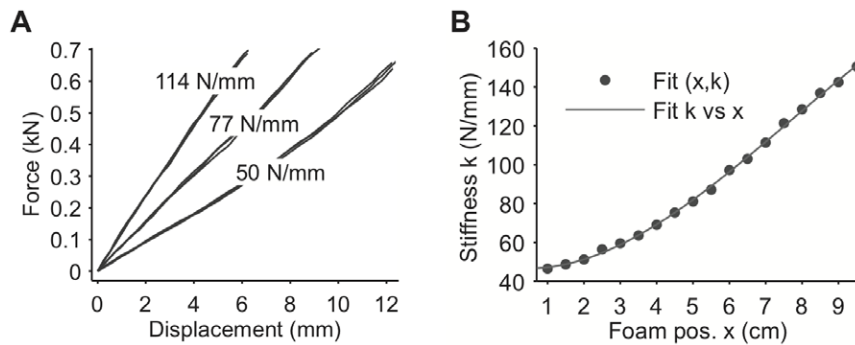 A
0.7
0.6
0.5
0.4
0.3
0.2
0.1
0
Force (kN)
114 N/mm
77 N/mm
50 N/mm
0 2 4 6 8 10 12
Displacement (mm)
B
160
140
120
100
80
60
40
Stiffness k (N/mm)
Fit (x,k)
Fit k vs x
1 2 3 4 5 6 7 8 9
Foam pos. x (cm)